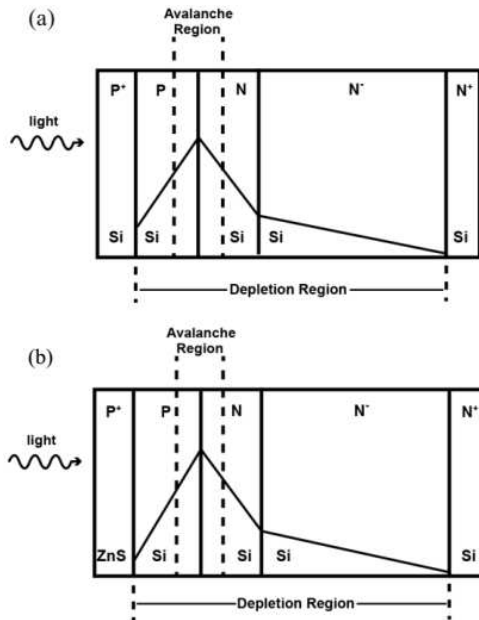 (a)
Avalanche
Region
P⁺ P N N⁻ N⁺
light
Si Si Si Si Si
Depletion Region
Avalanche
Region
(b)
P⁺ P N N⁻ N⁺
light
ZnS Si Si Si Si
Depletion Region